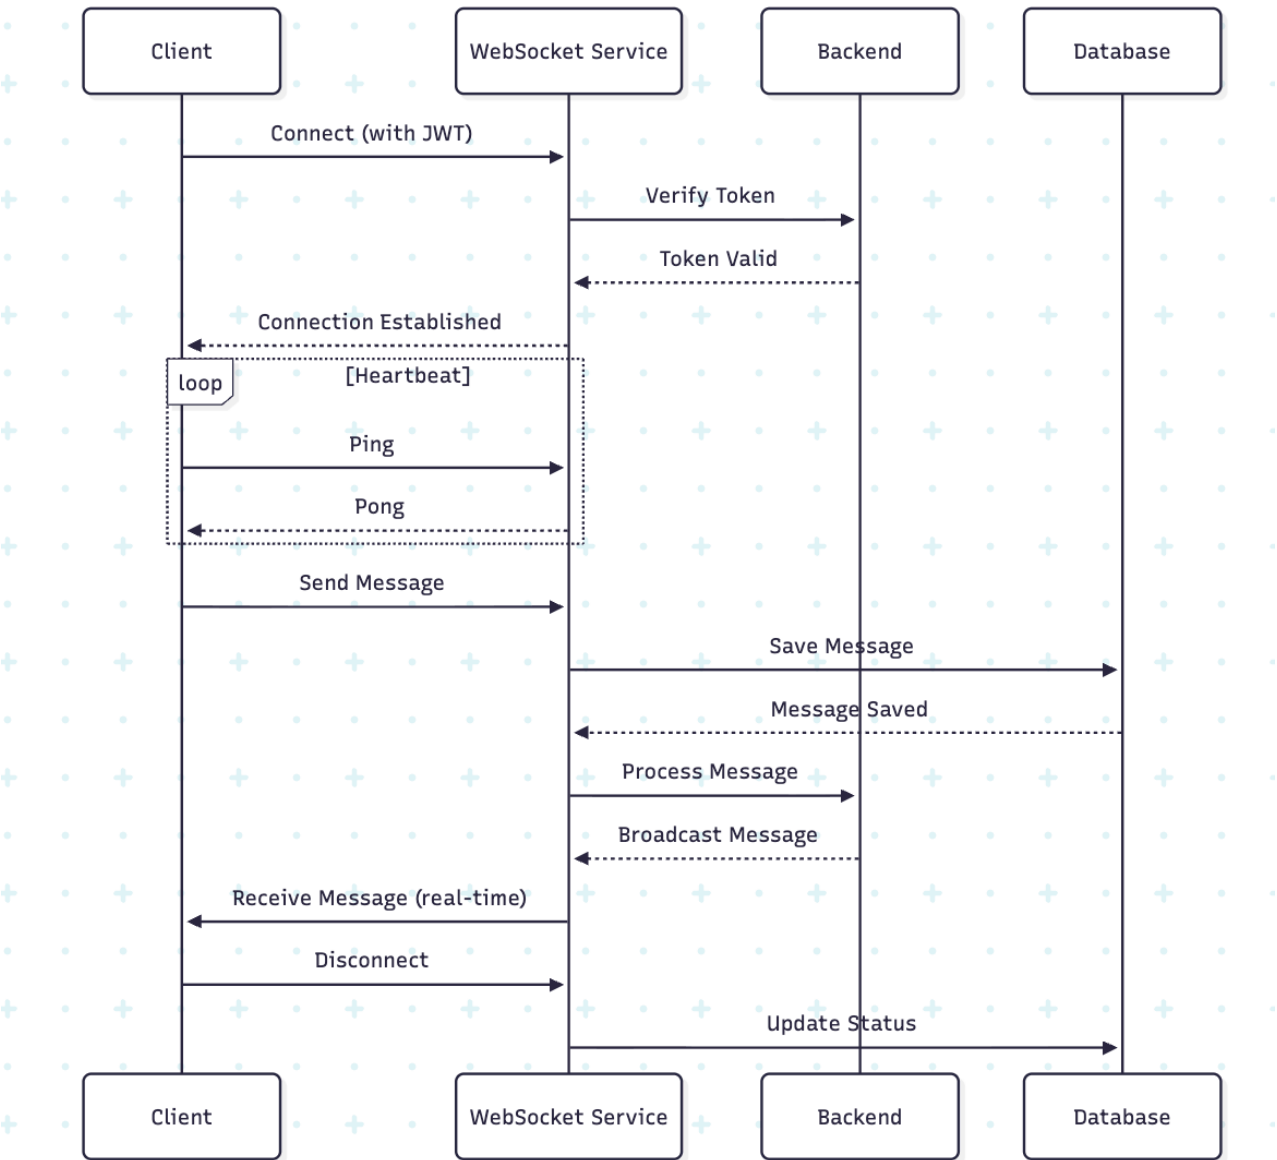 Client
WebSocket Service
Backend
Database
Connect (with JWT)
Verify Token
Token Valid
Connection Established
loop
[Heartbeat]
Ping
Pong
Send Message
Save Message
Message Saved
Process Message
Broadcast Message
Receive Message (real-time)
Disconnect
Update Status
Client
WebSocket Service
Backend
Database